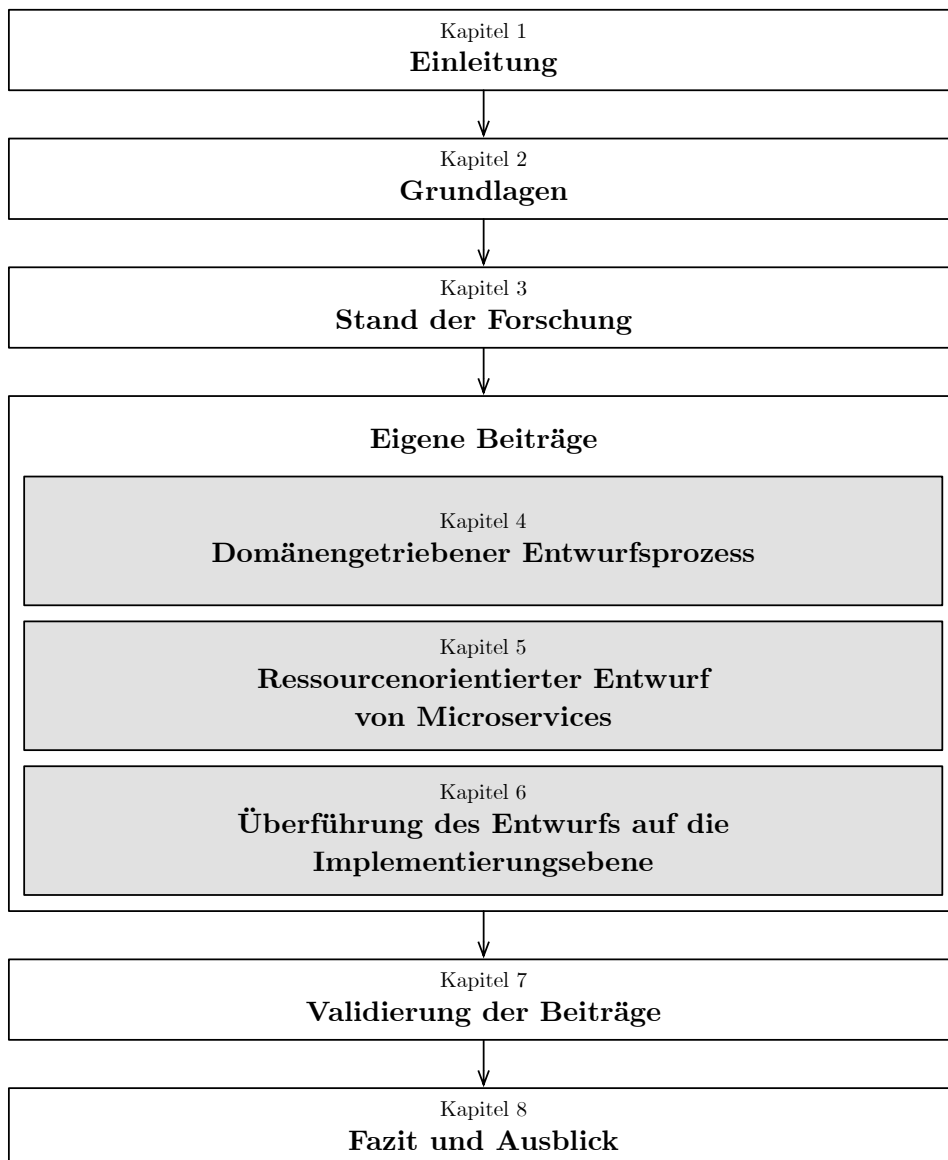 Kapitel 1
Einleitung
Kapitel 2
Grundlagen
Kapitel 3
Stand der Forschung
Eigene Beiträge
Kapitel 4
Domänengetriebener Entwurfsprozess
Kapitel 5
Ressourcenorientierter Entwurf
von Microservices
Kapitel 6
Überführung des Entwurfs auf die
Implementierungsebene
Kapitel 7
Validierung der Beiträge
Kapitel 8
Fazit und Ausblick